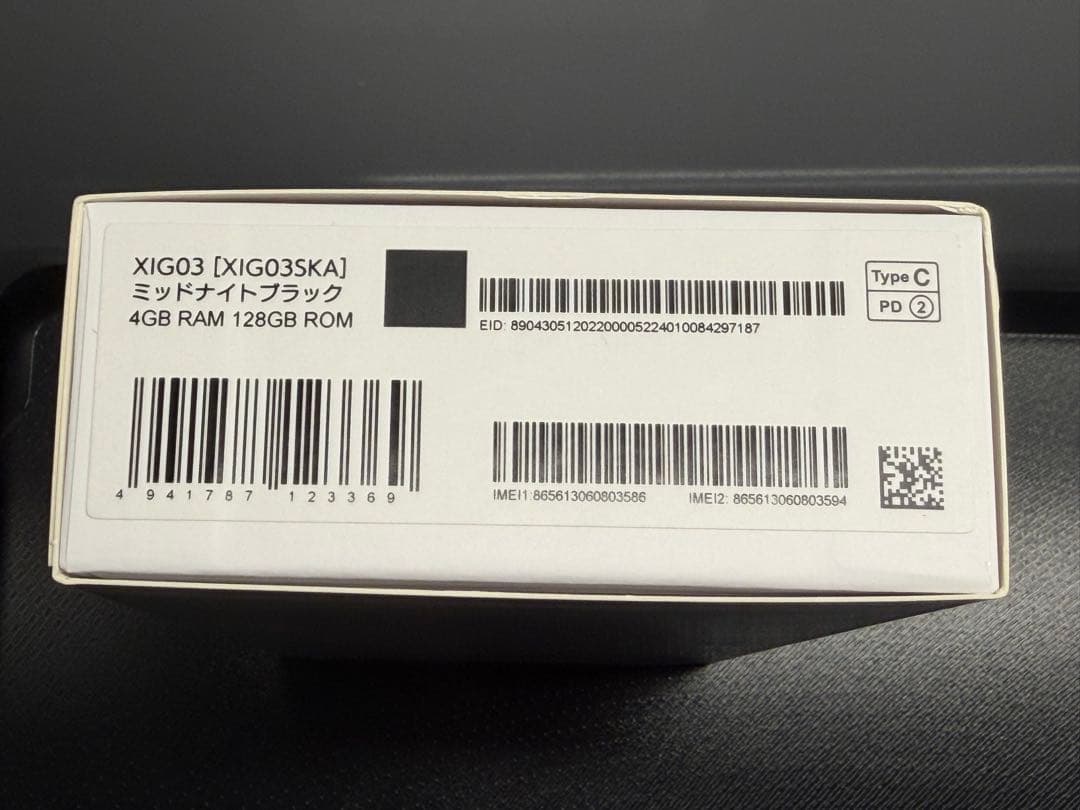 XIG03 [XIG03SKA]
ミッドナイトブラック
4GB RAM 128GB ROM
EID: 89043051202200005224010084297187
Type C
PD 2
4 941787 123369
IMEI1:865613060803586
IMEI2: 865613060803594